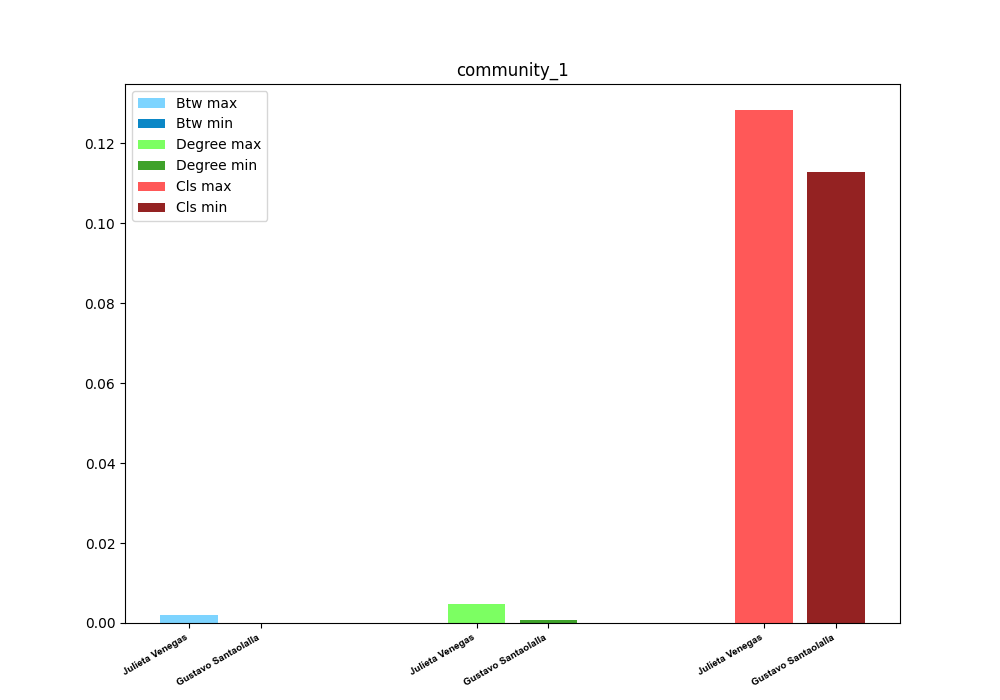 community_1
Btw max
Btw min
Degree max
Degree min
Cls max
Cls min
0.12
0.10
0.08
0.06
0.04
0.02
0.00
Julieta Venegas
Gustavo Santaolalla
Julieta Venegas
Gustavo Santaolalla
Julieta Venegas
Gustavo Santaolalla